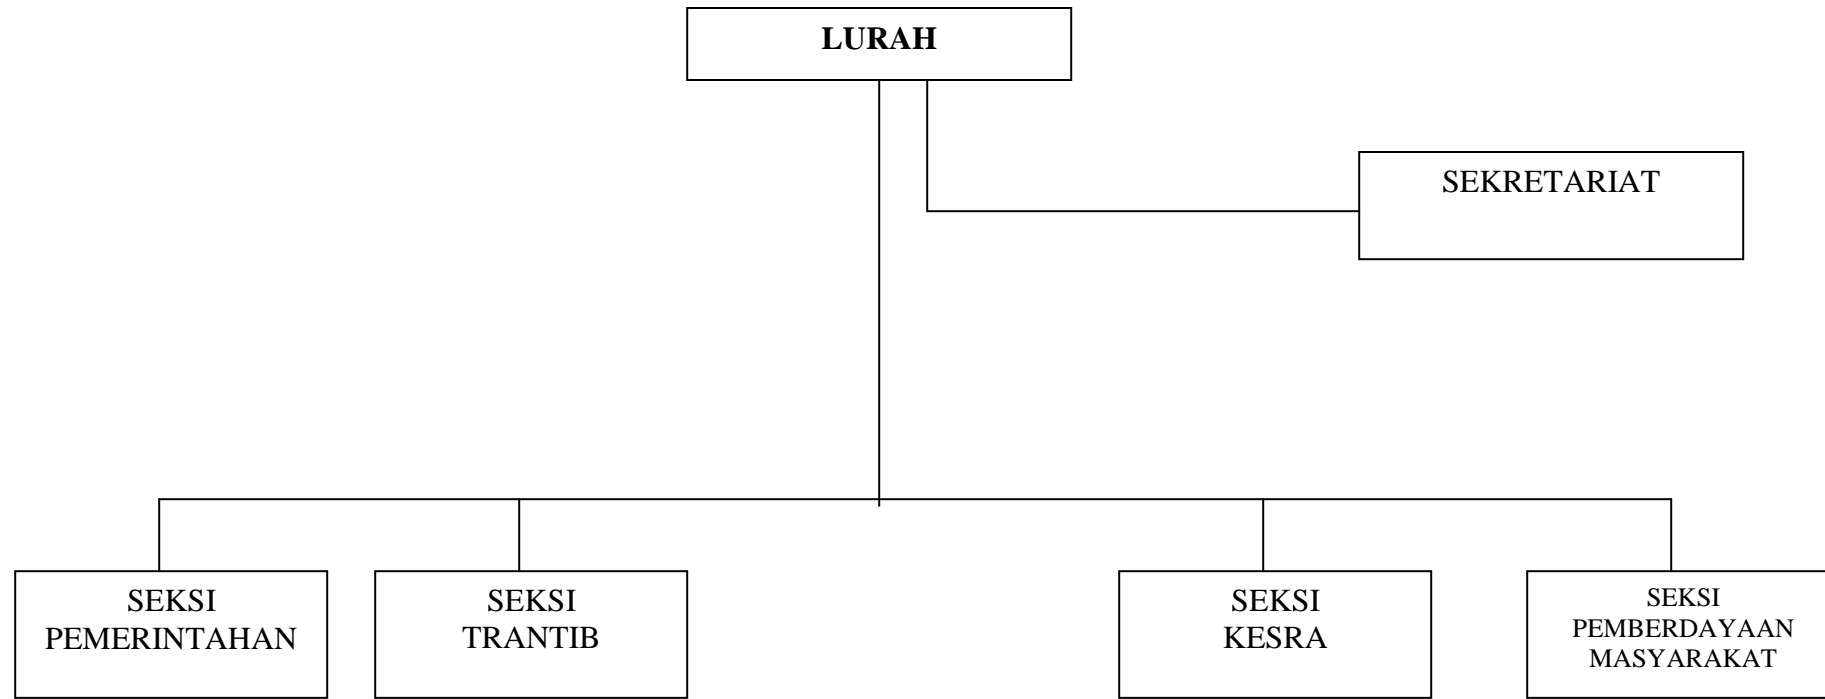 LURAH
SEKRETARIAT
SEKSI
PEMERINTAHAN
SEKSI
TRANTIB
SEKSI
KESRA
SEKSI
PEMBERDAYAAN
MASYARAKAT